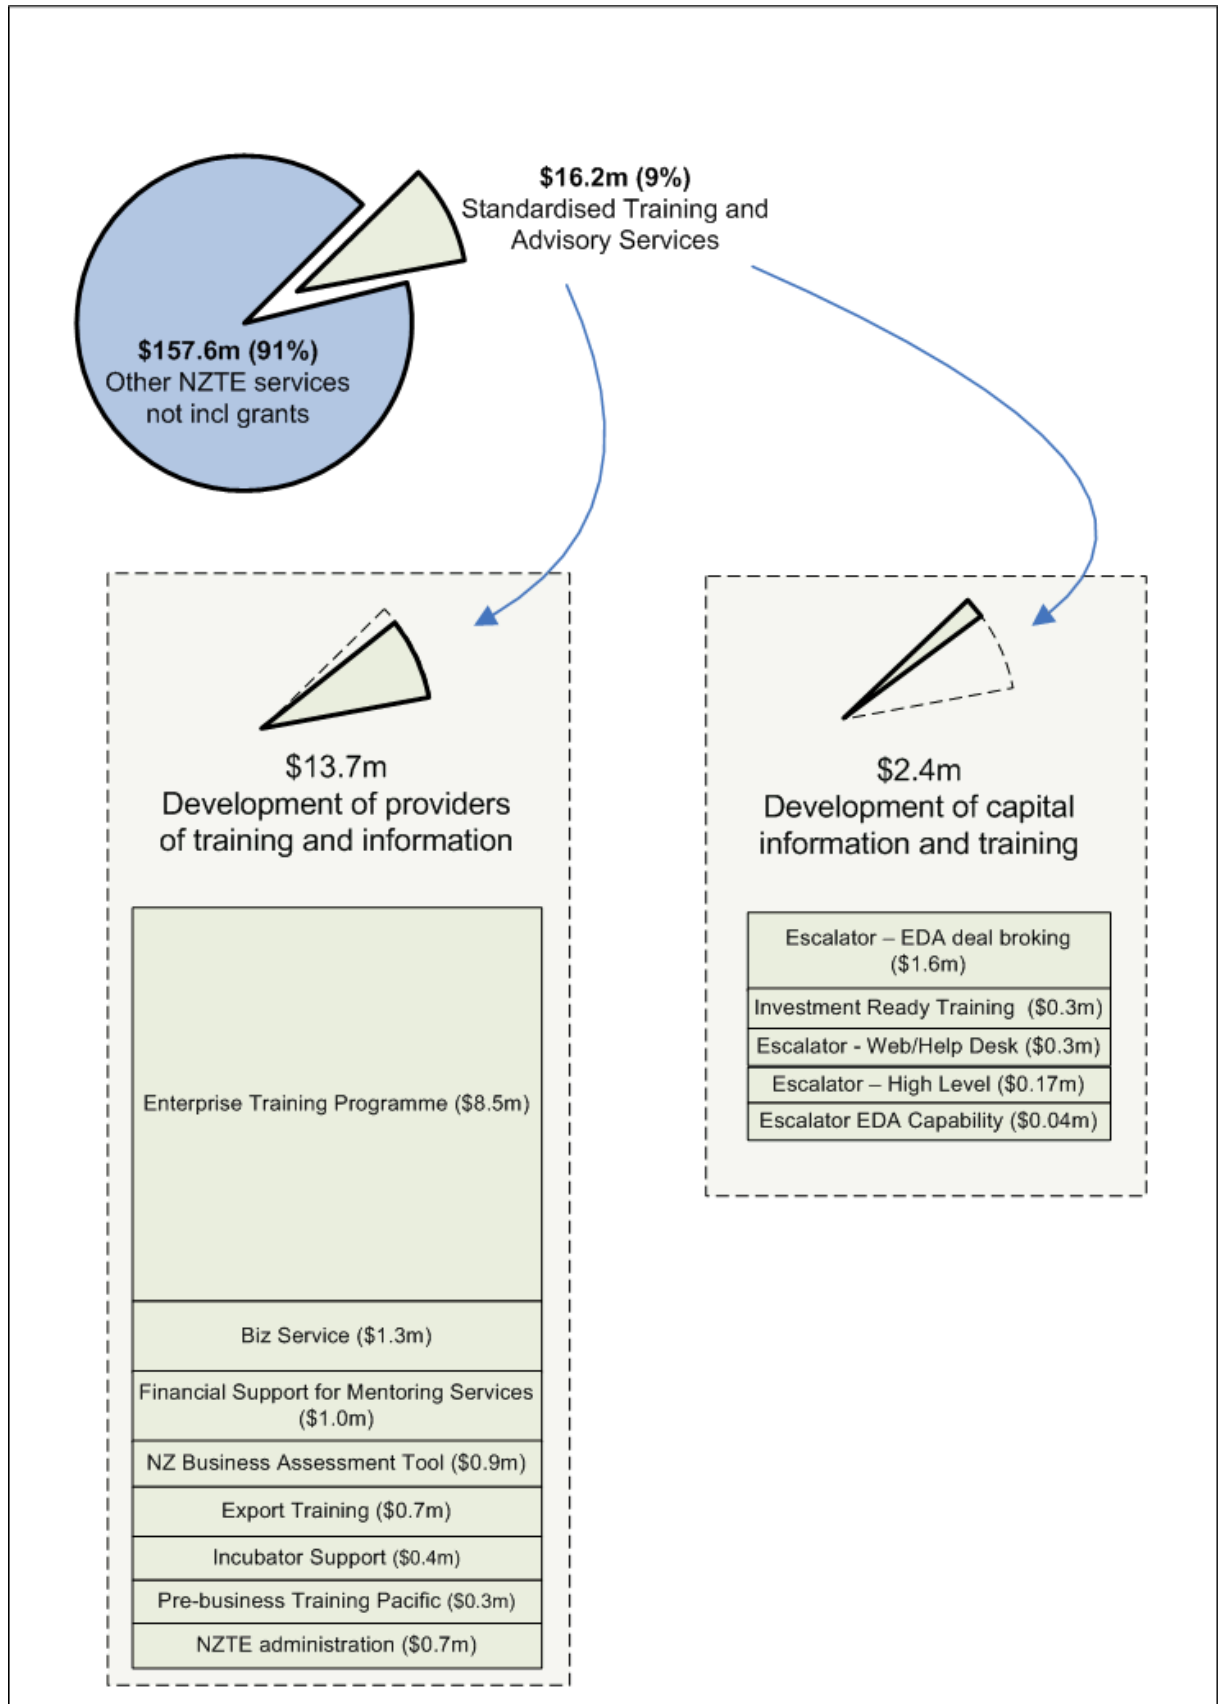 $16.2m (9%)
Standardised Training and
Advisory Services
$157.6m (91%)
Other NZTE services
not incl grants
$13.7m
Development of providers
of training and information
Enterprise Training Programme ($8.5m)
Biz Service ($1.3m)
Financial Support for Mentoring Services
($1.0m)
NZ Business Assessment Tool ($0.9m)
Export Training ($0.7m)
Incubator Support ($0.4m)
Pre-business Training Pacific ($0.3m)
NZTE administration ($0.7m)
$2.4m
Development of capital
information and training
Escalator – EDA deal broking
($1.6m)
Investment Ready Training ($0.3m)
Escalator - Web/Help Desk ($0.3m)
Escalator – High Level ($0.17m)
Escalator EDA Capability ($0.04m)